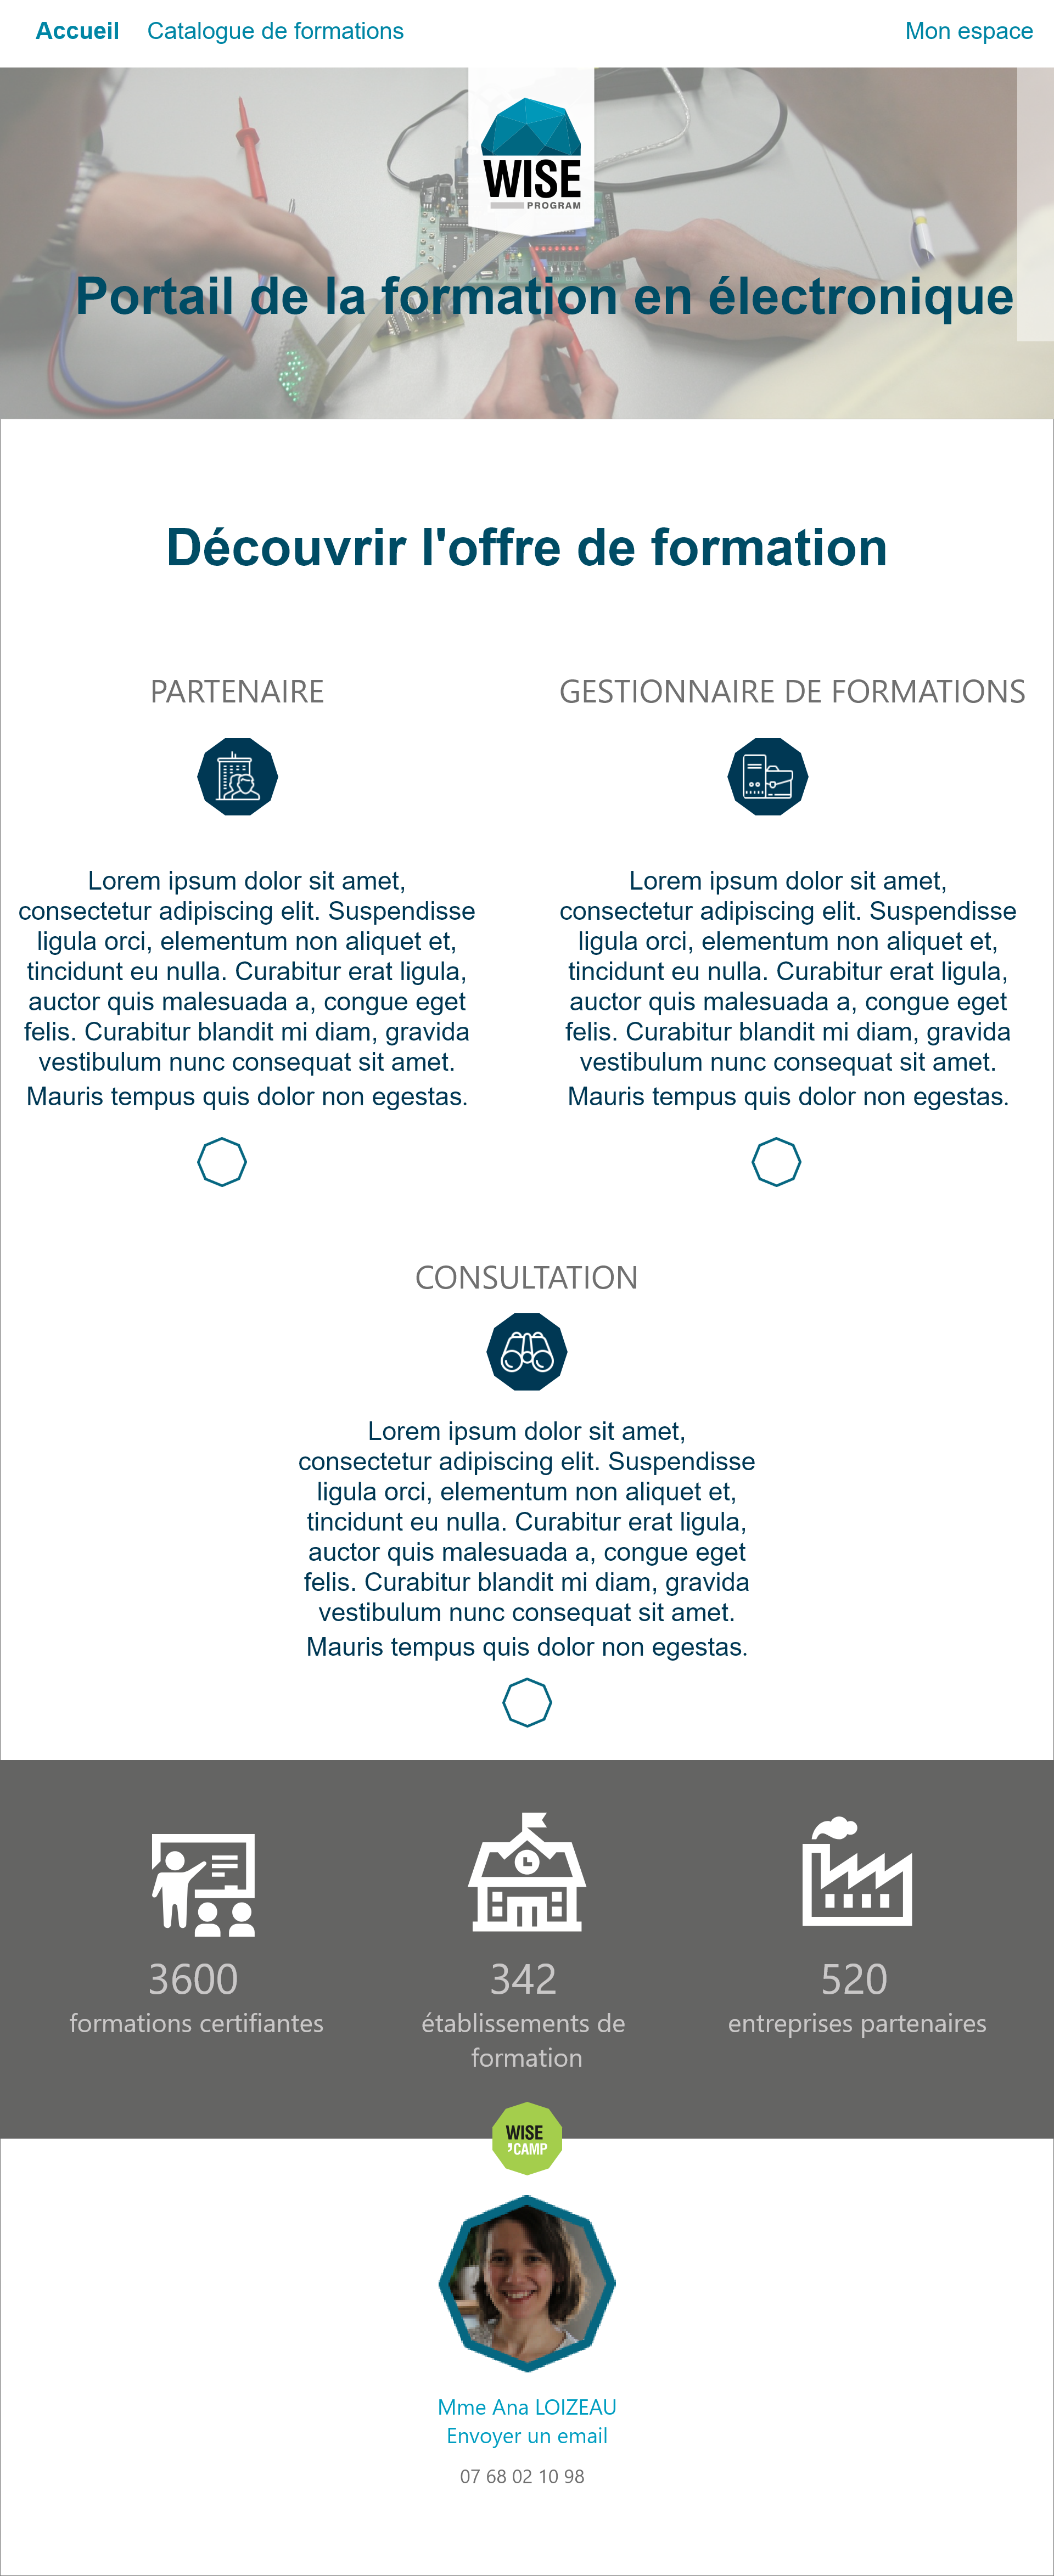 Accueil Catalogue de formations Mon espace
WISE
PROGRAM
Portail de la formation en électronique
Découvrir l'offre de formation
PARTENAIRE
Lorem ipsum dolor sit amet,
consectetur adipiscing elit. Suspendisse
ligula orci, elementum non aliquet et,
tincidunt eu nulla. Curabitur erat ligula,
auctor quis malesuada a, congue eget
felis. Curabitur blandit mi diam, gravida
vestibulum nunc consequat sit amet.
Mauris tempus quis dolor non egestas.
GESTIONNAIRE DE FORMATIONS
Lorem ipsum dolor sit amet,
consectetur adipiscing elit. Suspendisse
ligula orci, elementum non aliquet et,
tincidunt eu nulla. Curabitur erat ligula,
auctor quis malesuada a, congue eget
felis. Curabitur blandit mi diam, gravida
vestibulum nunc consequat sit amet.
Mauris tempus quis dolor non egestas.
CONSULTATION
Lorem ipsum dolor sit amet,
consectetur adipiscing elit. Suspendisse
ligula orci, elementum non aliquet et,
tincidunt eu nulla. Curabitur erat ligula,
auctor quis malesuada a, congue eget
felis. Curabitur blandit mi diam, gravida
vestibulum nunc consequat sit amet.
Mauris tempus quis dolor non egestas.
3600
formations certifiantes
342
établissements de
formation
520
entreprises partenaires
WISE
'CAMP
Mme Ana LOIZEAU
Envoyer un email
07 68 02 10 98